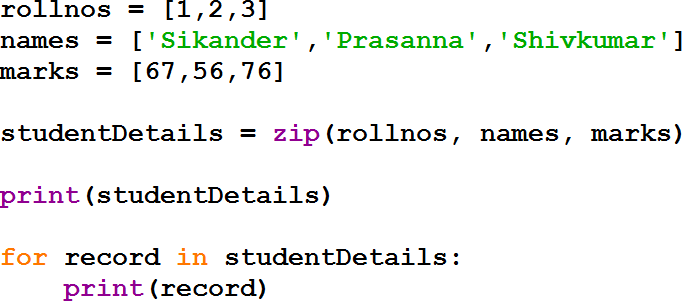 rollnos = [1,2,3]
names = ['Sikander','Prasanna','Shivkumar']
marks = [67,56,76]

studentDetails = zip(rollnos, names, marks)

print(studentDetails)

for record in studentDetails:
    print(record)